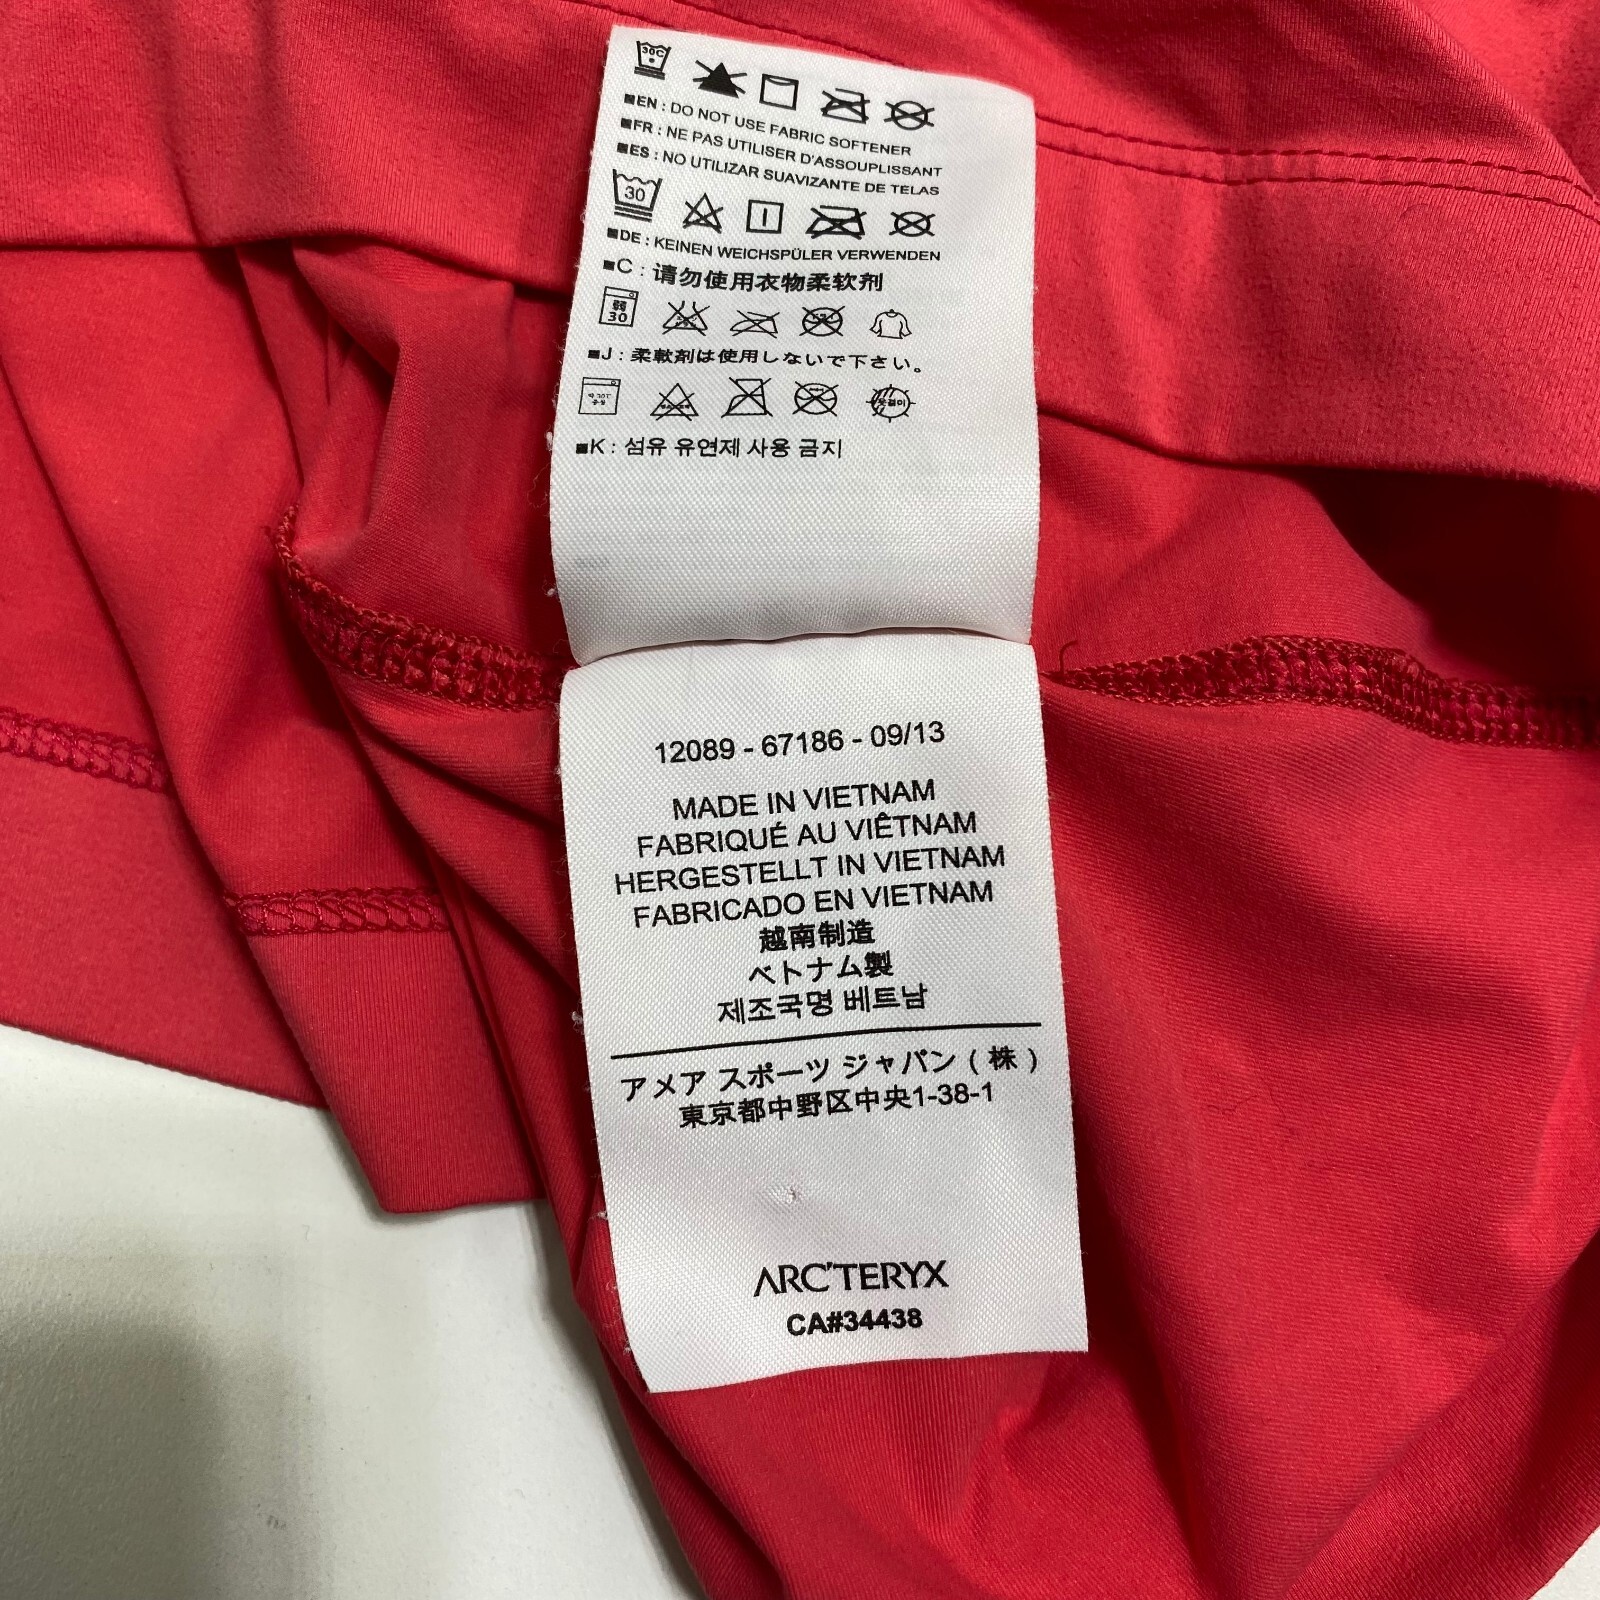 30C
■EN : DO NOT USE FABRIC SOFTENER
■FR : NE PAS UTILISER D'ASSOUPLISSANT
■ES : NO UTILIZAR SUAVIZANTE DE TELAS
30
■DE : KEINEN WEICHSPÜLER VERWENDEN
■C : 请勿使用衣物柔软剂
弱
30
■J : 柔軟剤は使用しないで下さい。
■K : 섬유 유연제 사용 금지
12089 - 67186 - 09/13
MADE IN VIETNAM
FABRIQUÉ AU VIÊTNAM
HERGESTELLT IN VIETNAM
FABRICADO EN VIETNAM
越南制造
ベトナム製
제조국명 베트남
アメア スポーツ ジャパン ( 株 )
東京都中野区中央1-38-1
ARC'TERYX
CA#34438